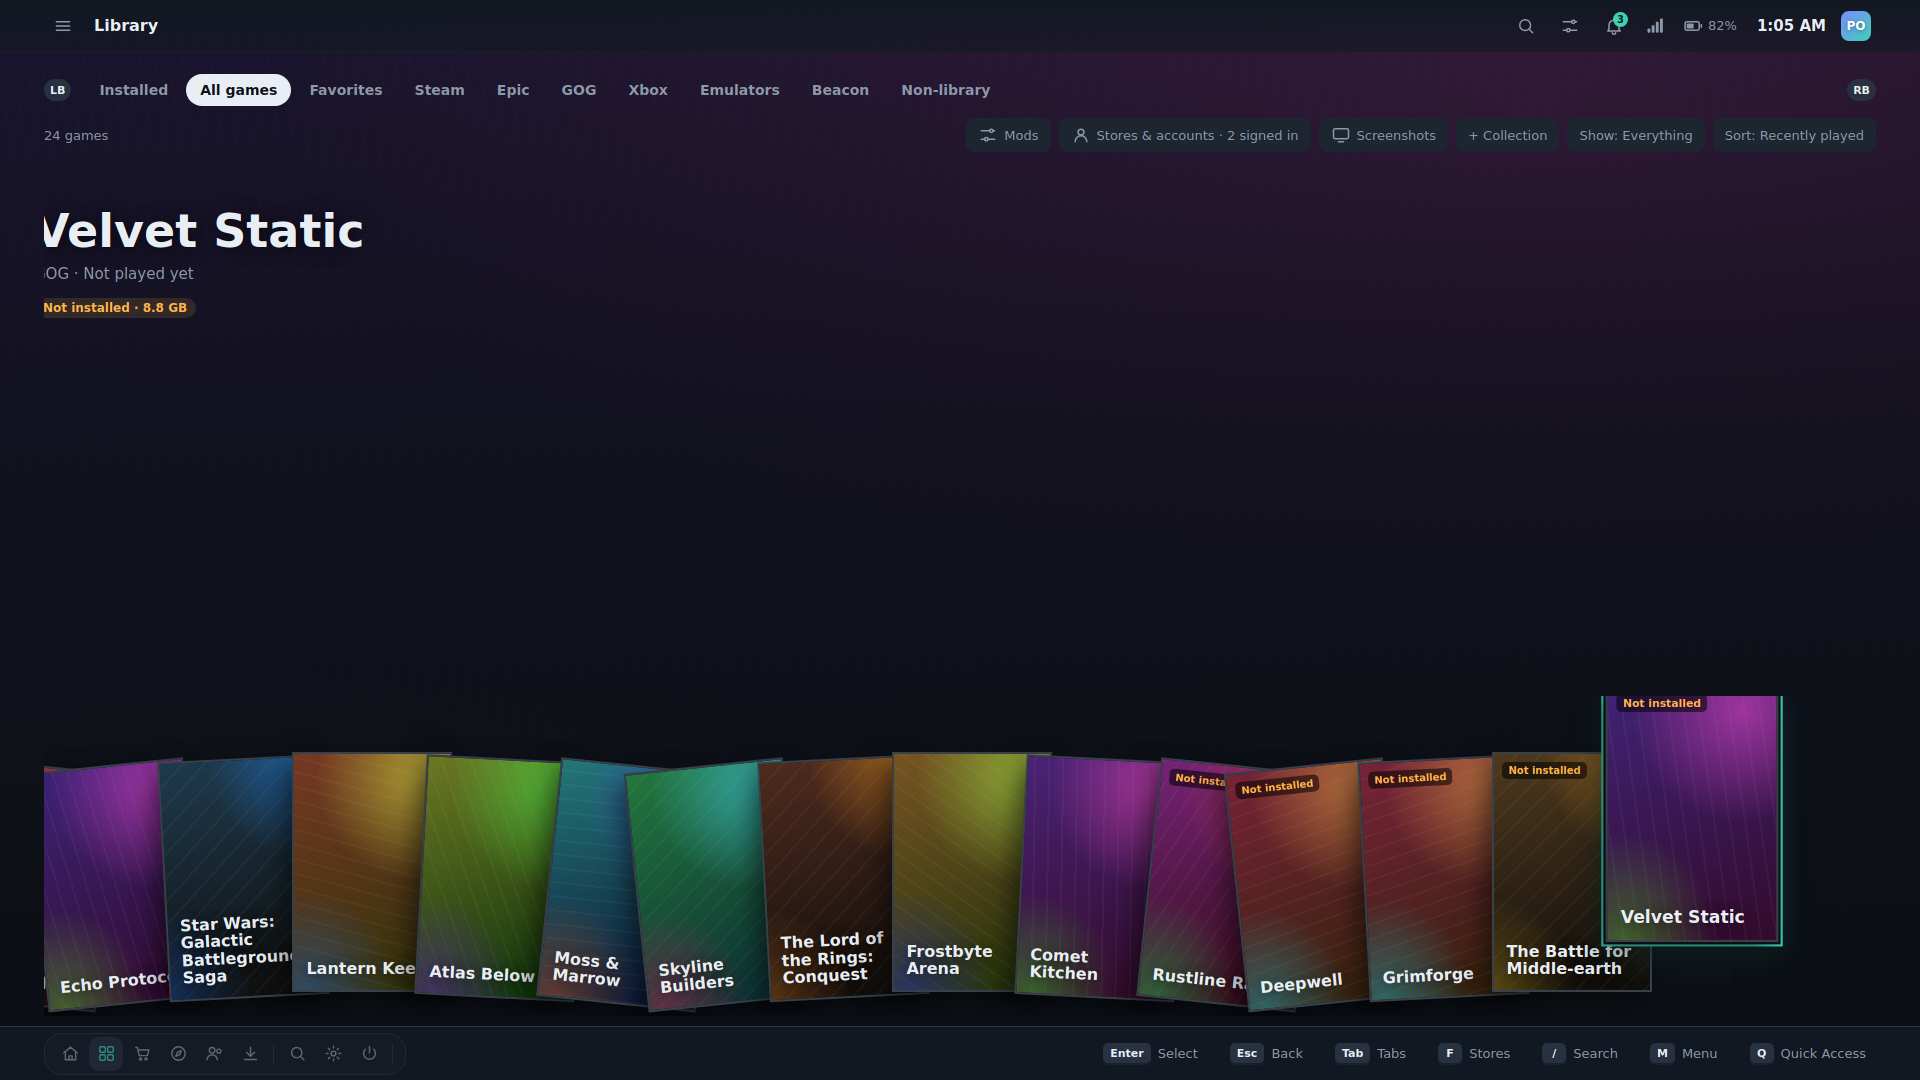 Library
3
82%
1:05 AM
PO
LB
Installed
All games
Favorites
Steam
Epic
GOG
Xbox
Emulators
Beacon
Non-library
RB
24 games
Mods
Stores & accounts · 2 signed in
Screenshots
+ Collection
Show: Everything
Sort: Recently played
Velvet Static
OG · Not played yet
Not installed · 8.8 GB
Echo Protoc
Star Wars:
Galactic
Battleground
Saga
Lantern Kee
Atlas Below
Moss &
Marrow
Skyline
Builders
The Lord of
the Rings:
Conquest
Frostbyte
Arena
Comet
Kitchen
Not insta
Rustline R
Not installed
Deepwell
Not installed
Grimforge
Not installed
The Battle for
Middle-earth
Not installed
Velvet Static
Enter Select
Esc Back
Tab Tabs
F Stores
/ Search
M Menu
Q Quick Access